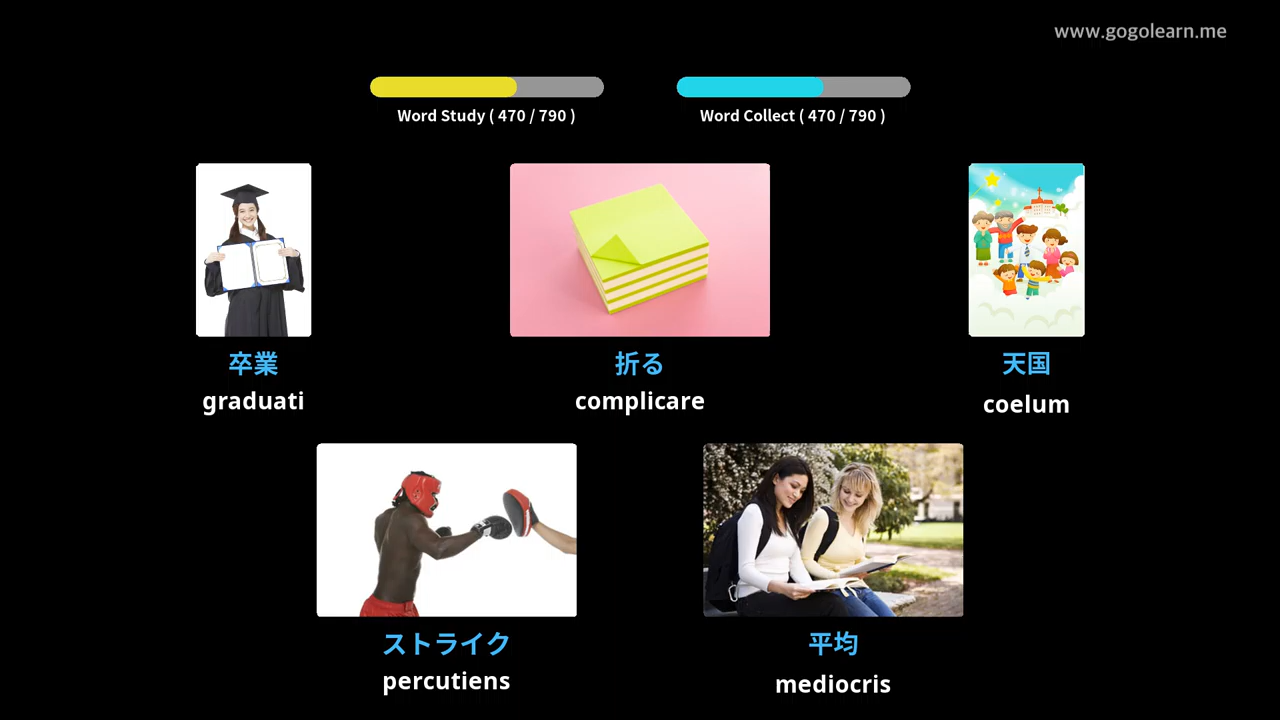 www.gogolearn.me
Word Study ( 470 / 790 )
Word Collect ( 470 / 790 )
卒業
graduati
折る
complicare
天国
coelum
ストライク
percutiens
平均
mediocris